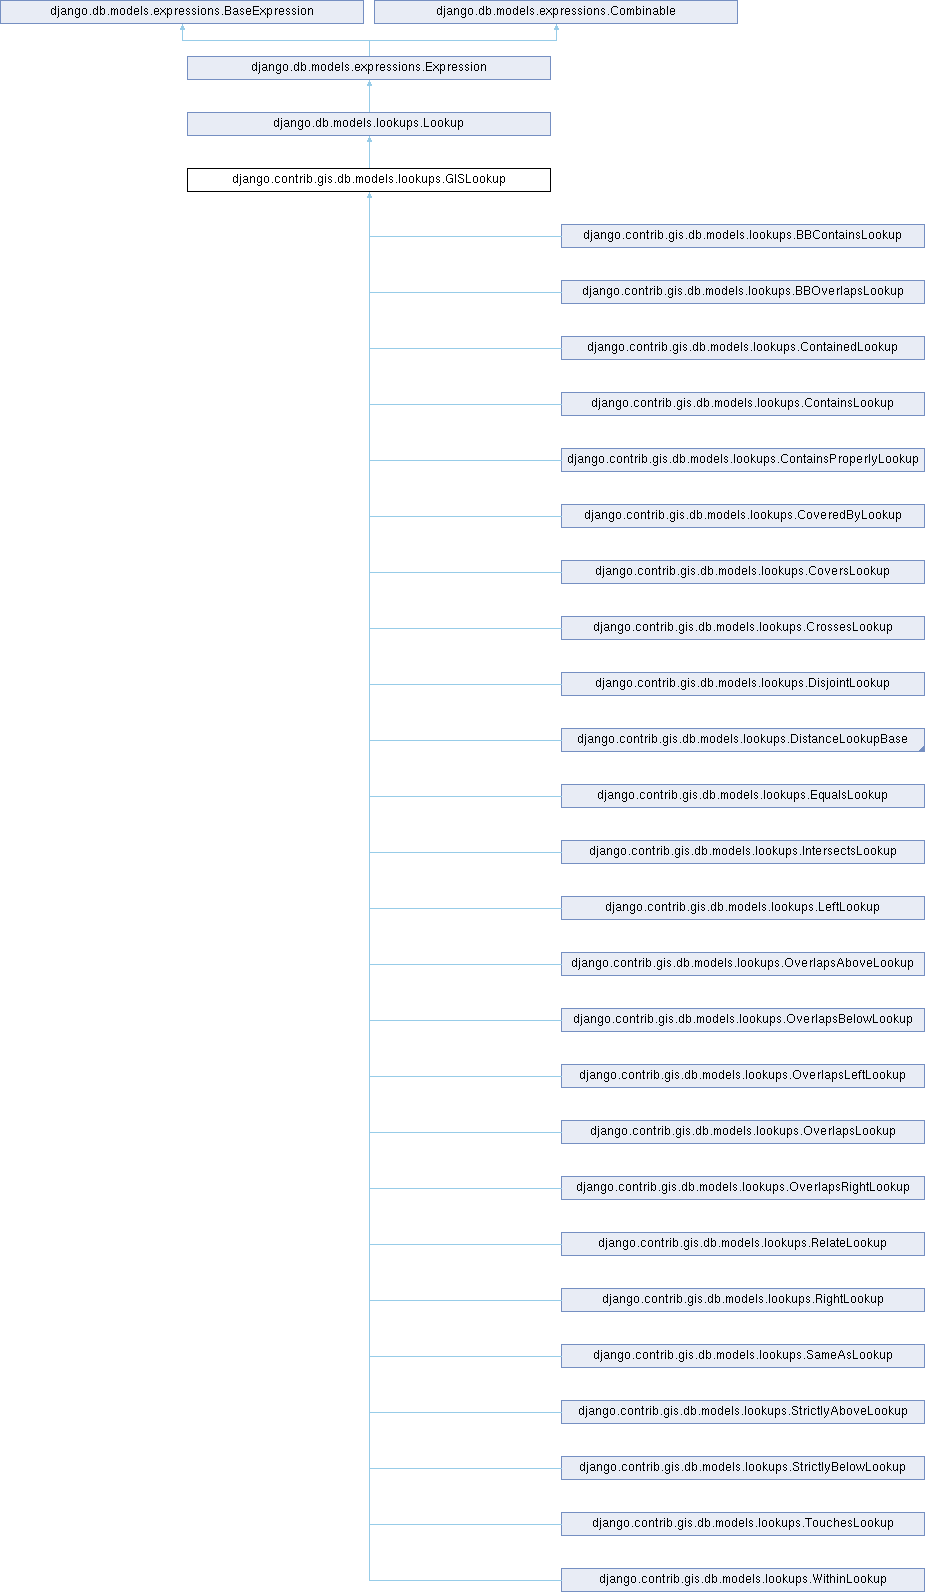 django.db.models.expressions.BaseExpression
django.db.models.expressions.Combinable
django.db.models.expressions.Expression
django.db.models.lookups.Lookup
django.contrib.gis.db.models.lookups.GISLookup
django.contrib.gis.db.models.lookups.BBContainsLookup
django.contrib.gis.db.models.lookups.BBOverlapsLookup
django.contrib.gis.db.models.lookups.ContainedLookup
django.contrib.gis.db.models.lookups.ContainsLookup
django.contrib.gis.db.models.lookups.ContainsProperlyLookup
django.contrib.gis.db.models.lookups.CoveredByLookup
django.contrib.gis.db.models.lookups.CoversLookup
django.contrib.gis.db.models.lookups.CrossesLookup
django.contrib.gis.db.models.lookups.DisjointLookup
django.contrib.gis.db.models.lookups.DistanceLookupBase
django.contrib.gis.db.models.lookups.EqualsLookup
django.contrib.gis.db.models.lookups.IntersectsLookup
django.contrib.gis.db.models.lookups.LeftLookup
django.contrib.gis.db.models.lookups.OverlapsAboveLookup
django.contrib.gis.db.models.lookups.OverlapsBelowLookup
django.contrib.gis.db.models.lookups.OverlapsLeftLookup
django.contrib.gis.db.models.lookups.OverlapsLookup
django.contrib.gis.db.models.lookups.OverlapsRightLookup
django.contrib.gis.db.models.lookups.RelateLookup
django.contrib.gis.db.models.lookups.RightLookup
django.contrib.gis.db.models.lookups.SameAsLookup
django.contrib.gis.db.models.lookups.StrictlyAboveLookup
django.contrib.gis.db.models.lookups.StrictlyBelowLookup
django.contrib.gis.db.models.lookups.TouchesLookup
django.contrib.gis.db.models.lookups.WithinLookup